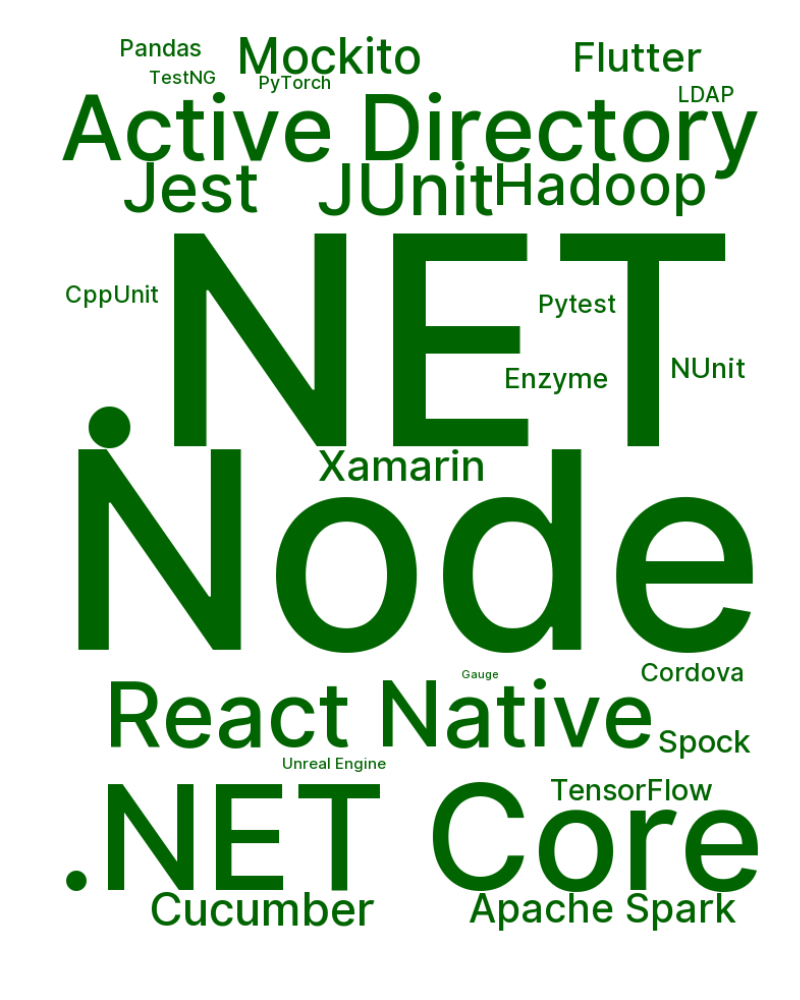 Pandas
Mockito
Flutter
TestNG
PyTorch
LDAP
Active Directory
Jest
JUnit
Hadoop
.NET
CppUnit
Pytest
Enzyme
NUnit
Xamarin
Node
Gauge
Cordova
React Native
Spock
Unreal Engine
TensorFlow
.NET Core
Cucumber
Apache Spark